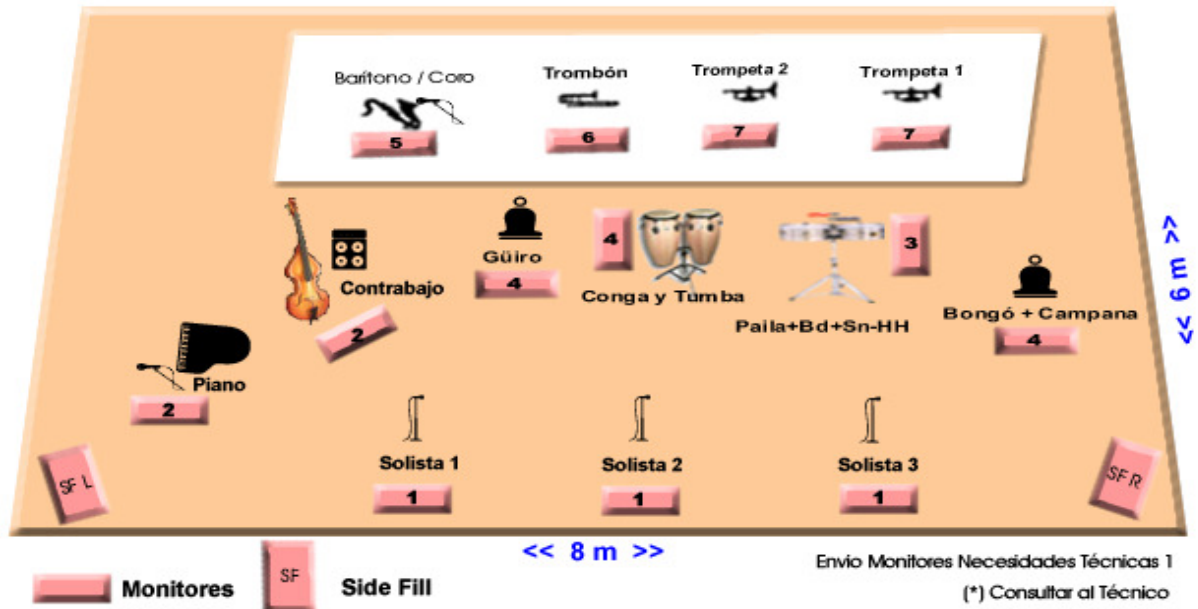 Barítono / Coro
Trombón
Trompeta 2
Trompeta 1
5
6
7
7
Güiro
4
4
Conga y Tumba
3
Paila+Bd+Sn-HH
Bongó + Campana
4
Contrabajo
2
Piano
2
<< 6 m >>
Solista 1
Solista 2
Solista 3
1
1
1
SF L
SF R
<< 8 m >>
Monitores
SF
Side Fill
Envio Monitores Necesidades Técnicas 1
(*) Consultar al Técnico